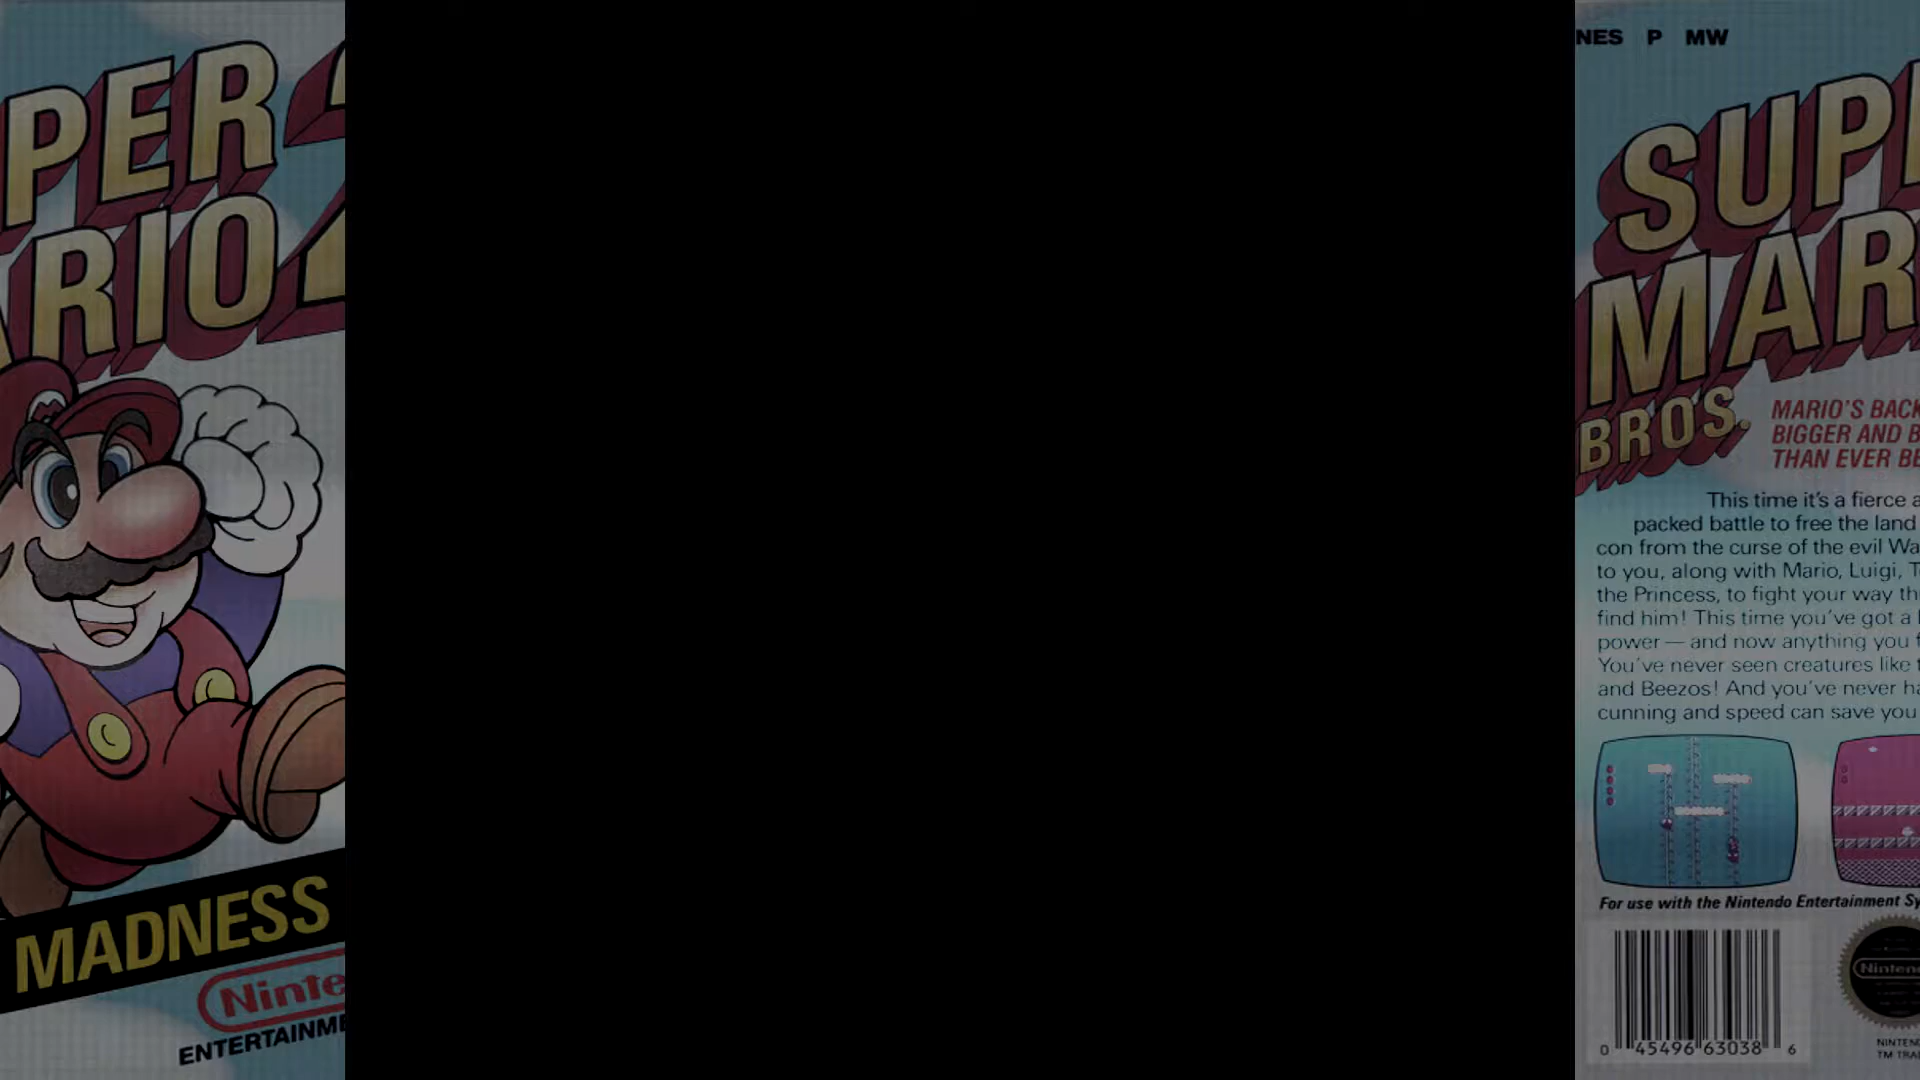 PER
ARIO
MADNESS
Ninte
ENTERTAINME
NES P MW
SUP
MAR
BROS.
MARIO'S BACK
BIGGER AND B
THAN EVER BE
This time it's a fierce a
packed battle to free the land
con from the curse of the evil Wa
to you, along with Mario, Luigi, T
the Princess, to fight your way th
find him! This time you've got a
power — and now anything you
You've never seen creatures like
and Beezos! And you've never ha
cunning and speed can save you
For use with the Nintendo Entertainment Sy
Ninten
0 45496 63038 6
NINTEN
TM TRA